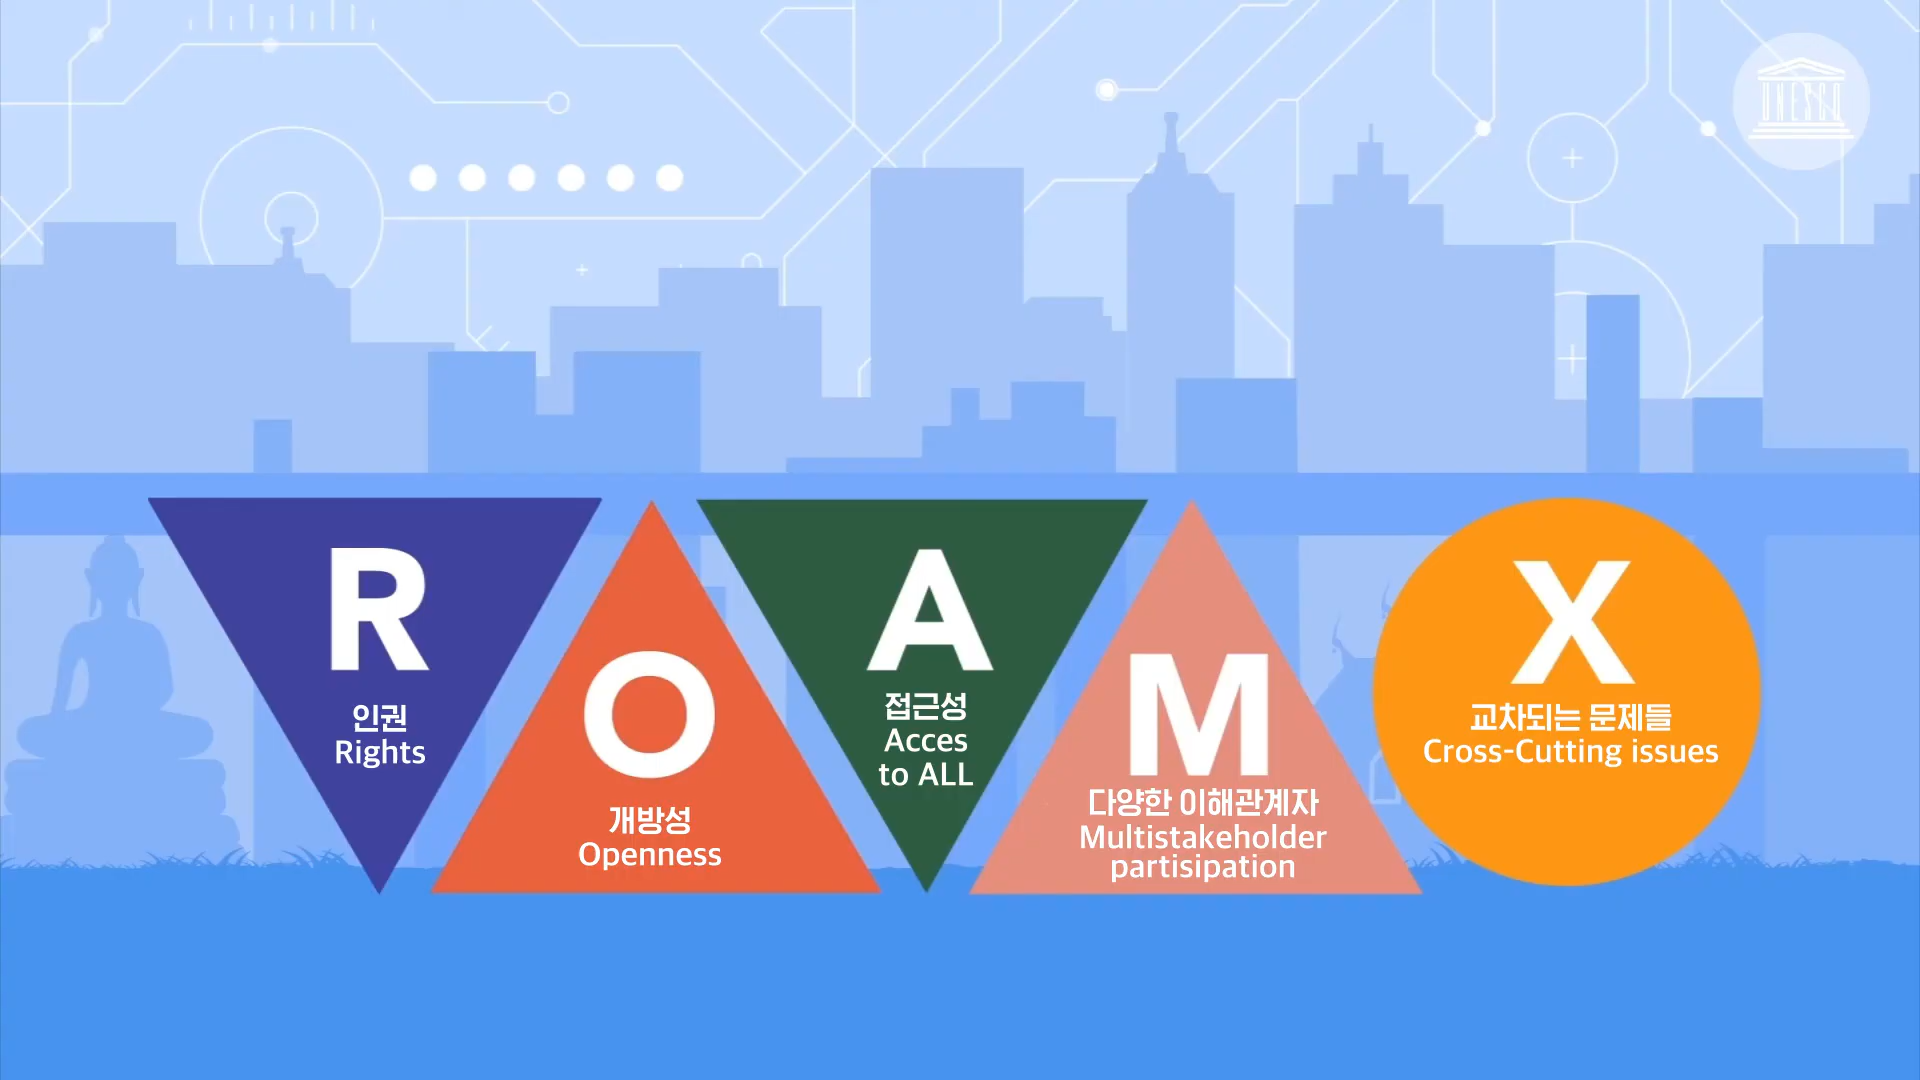 UNESCO
R
인권
Rights
O
개방성
Openness
A
접근성
Acces
to ALL
M
다양한 이해관계자
Multistakeholder
partisipation
X
교차되는 문제들
Cross-Cutting issues